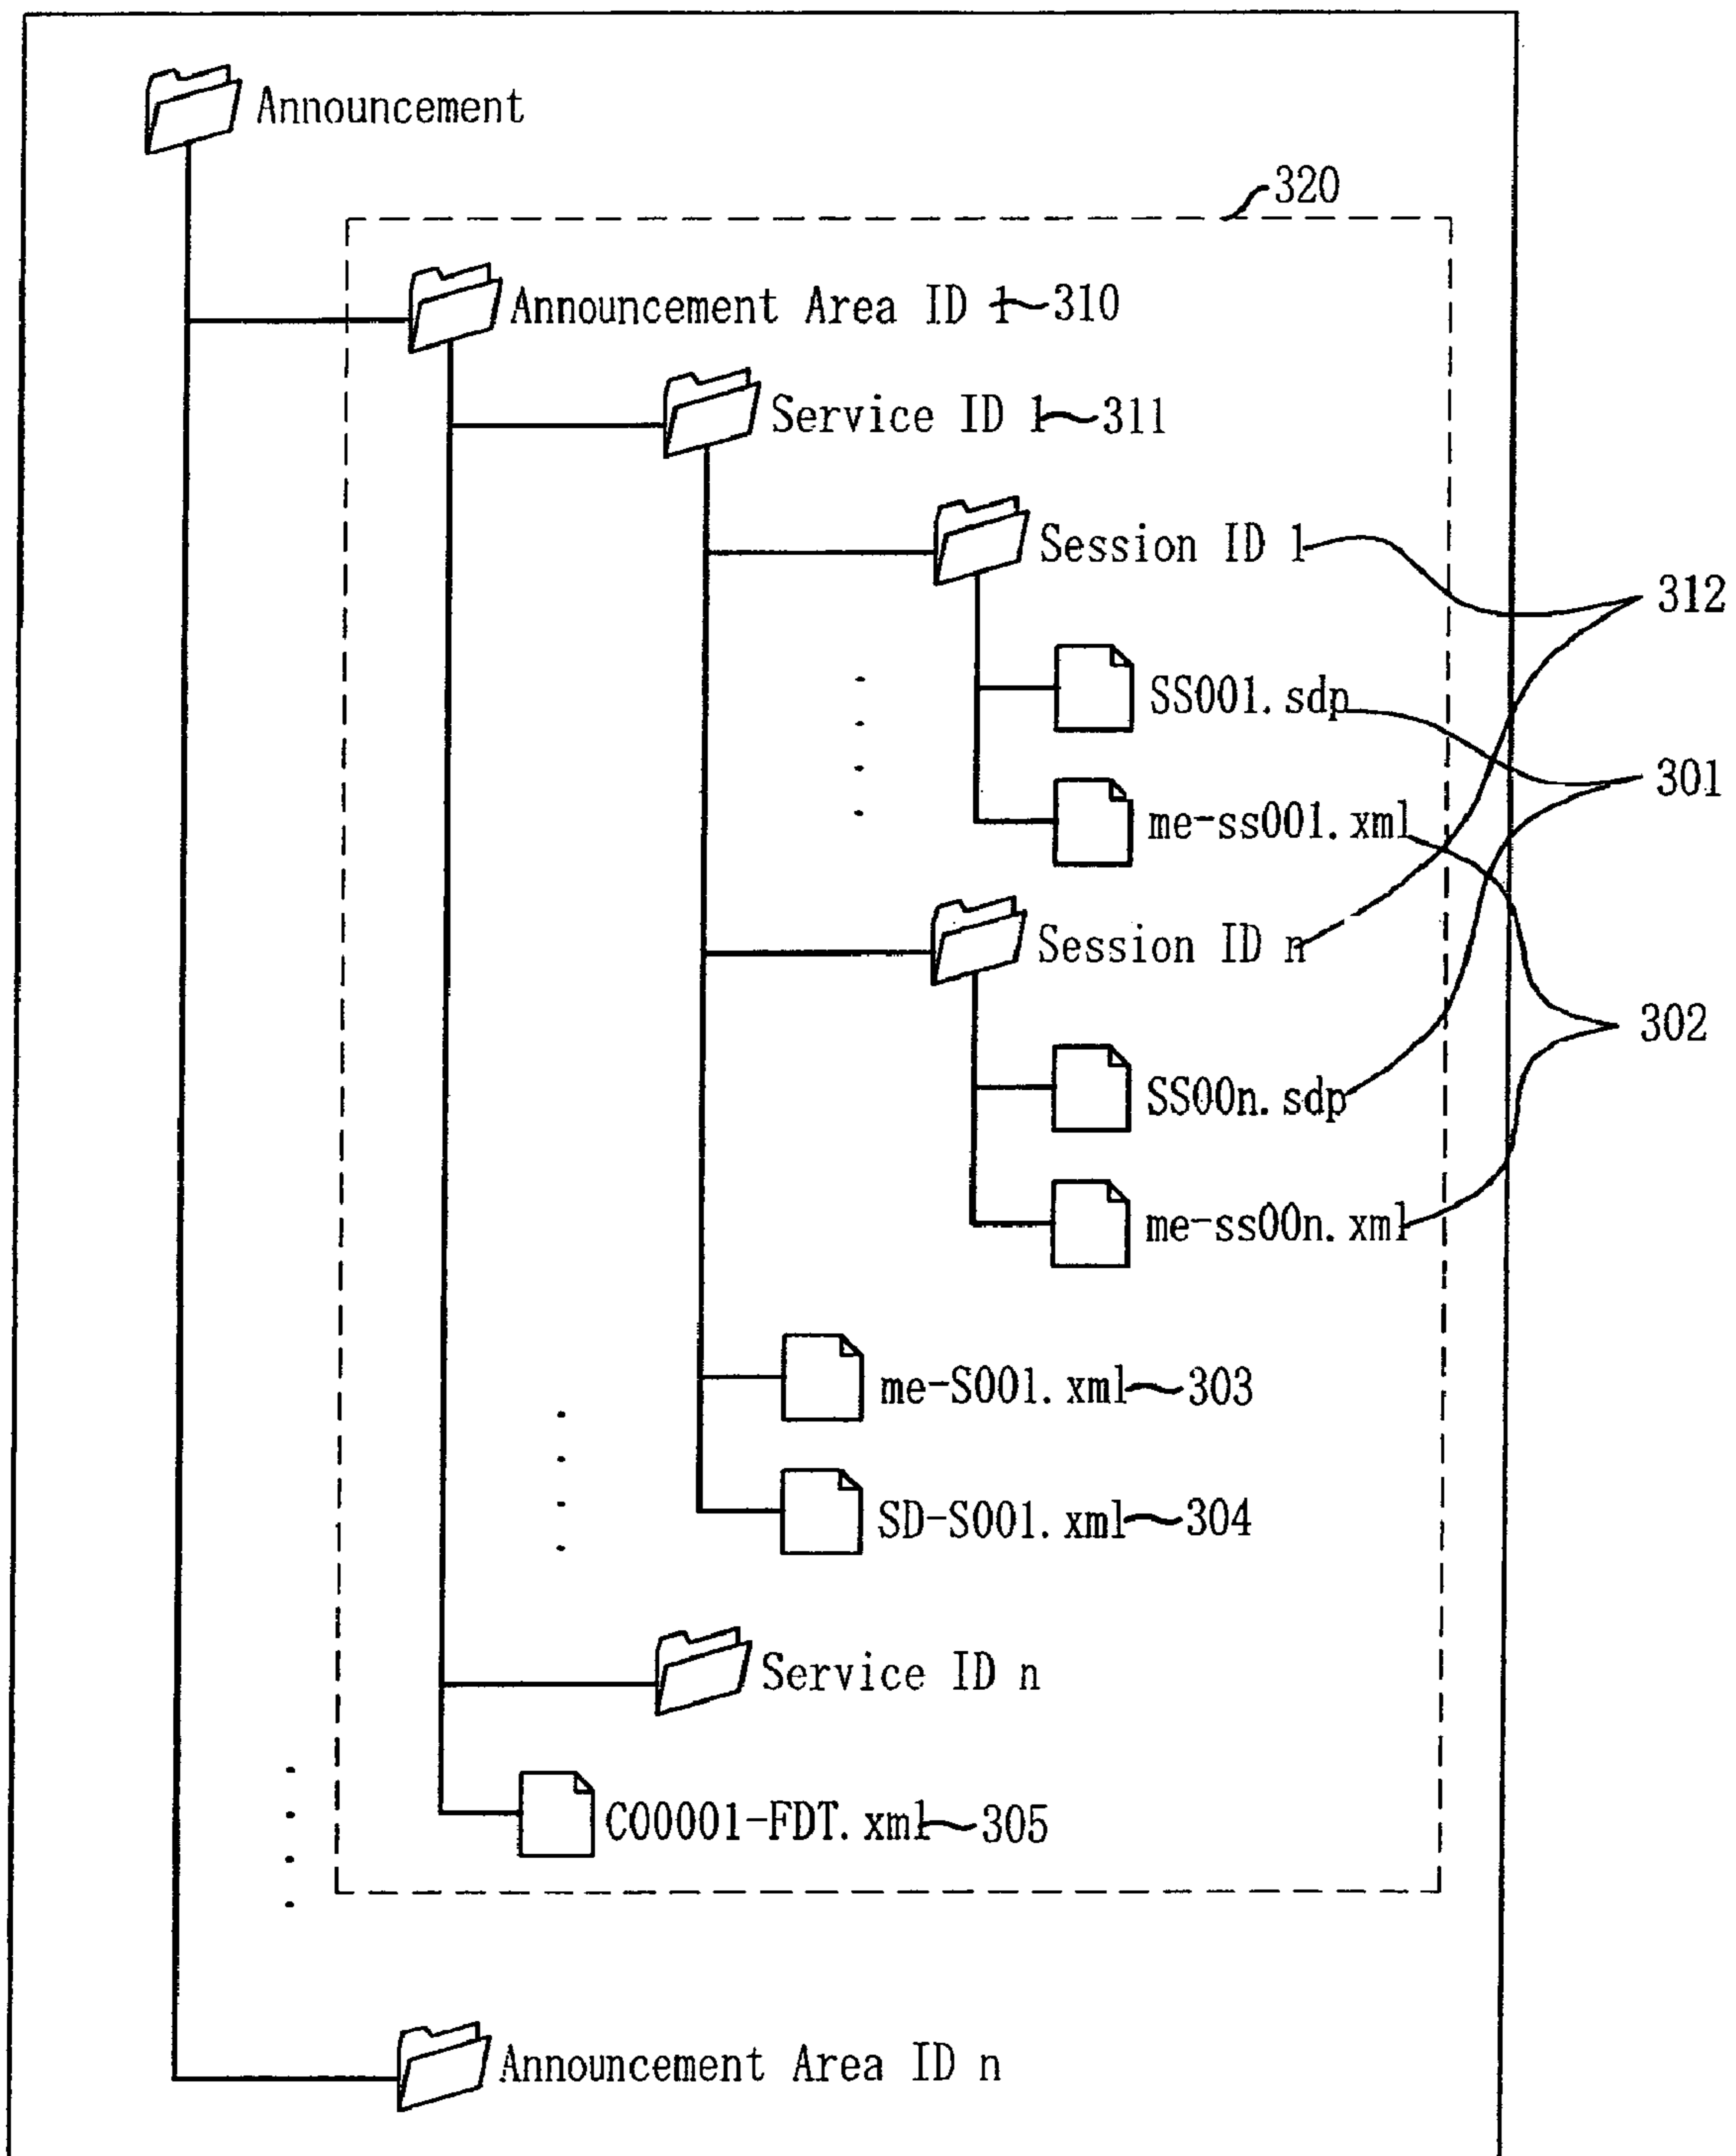 Announcement
320
Announcement Area ID 1 310
Service ID 1 311
Session ID 1
312
SS001.sdp
301
me-ss001.xml
Session ID n
302
SS00n.sdp
me-ss00n.xml
me-S001.xml 303
SD-S001.xml 304
Service ID n
C00001-FDT.xml 305
Announcement Area ID n